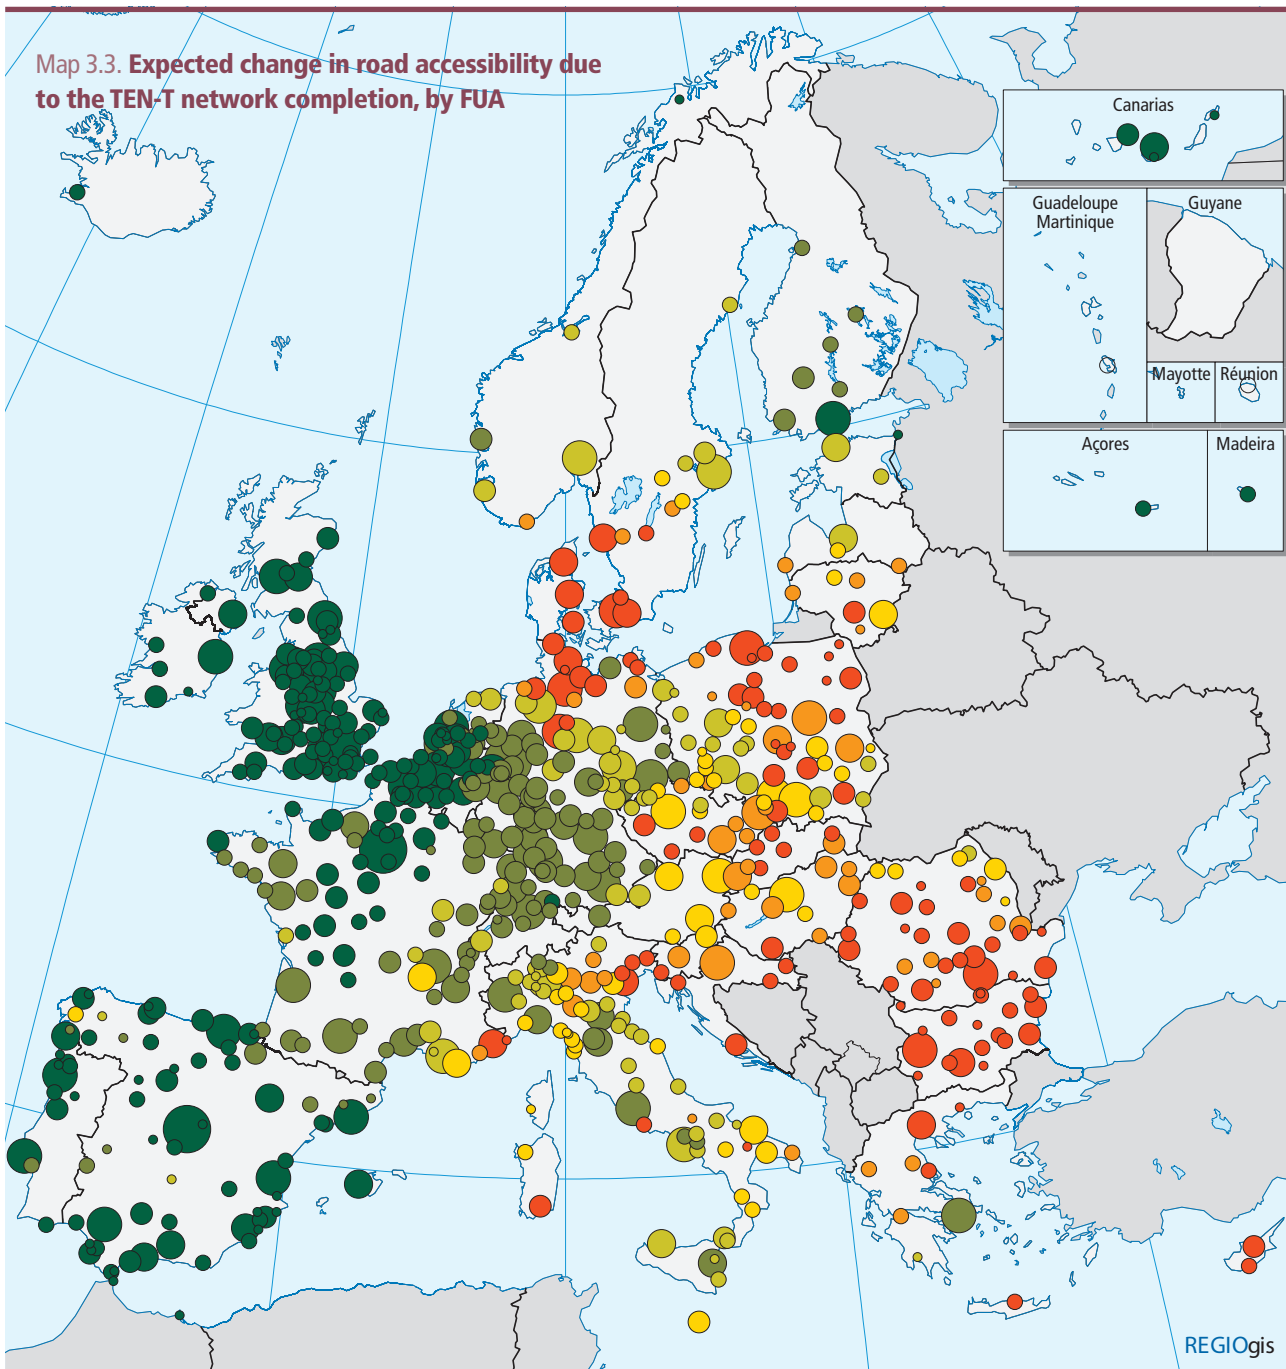 Map 3.3. Expected change in road accessibility due
to the TEN-T network completion, by FUA
Canarias
Guadeloupe
Martinique
Guyane
Mayotte
Réunion
Açores
Madeira
REGIOgis